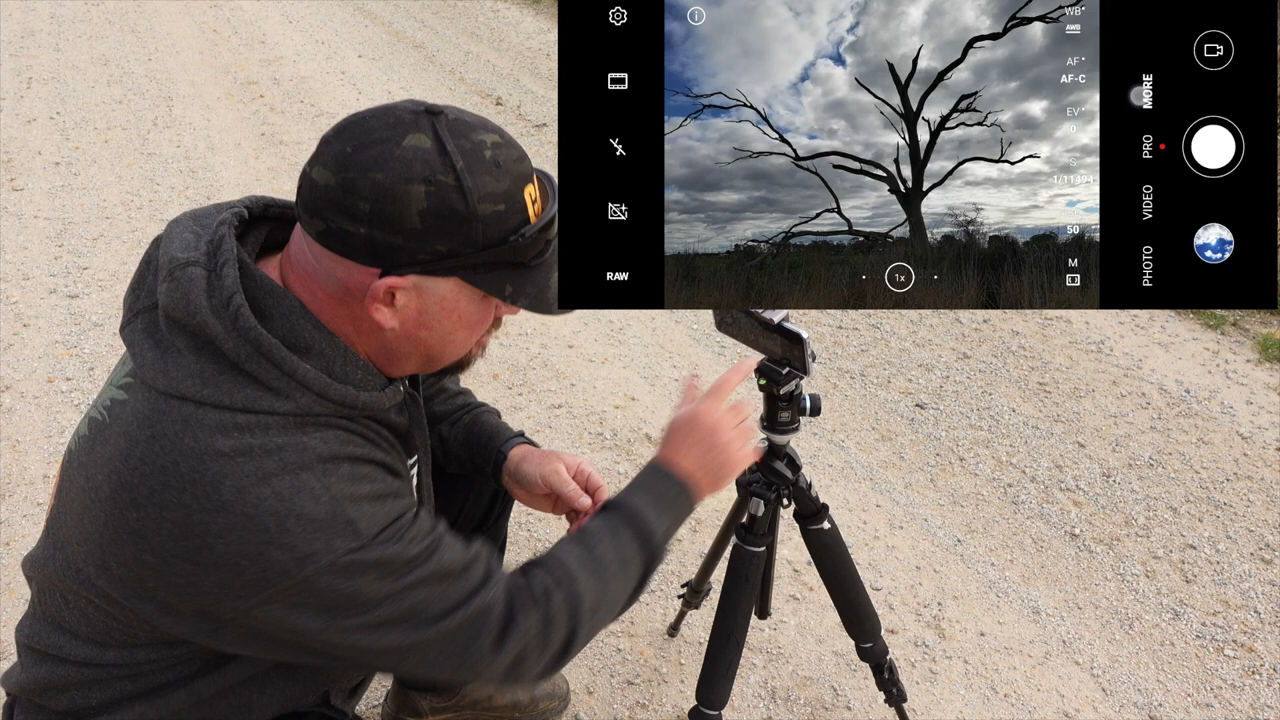 RAW
WB
AWB
AF
AF-C
EV
0
S
1/11494
50
M
1x
MORE
PRO
VIDEO
PHOTO